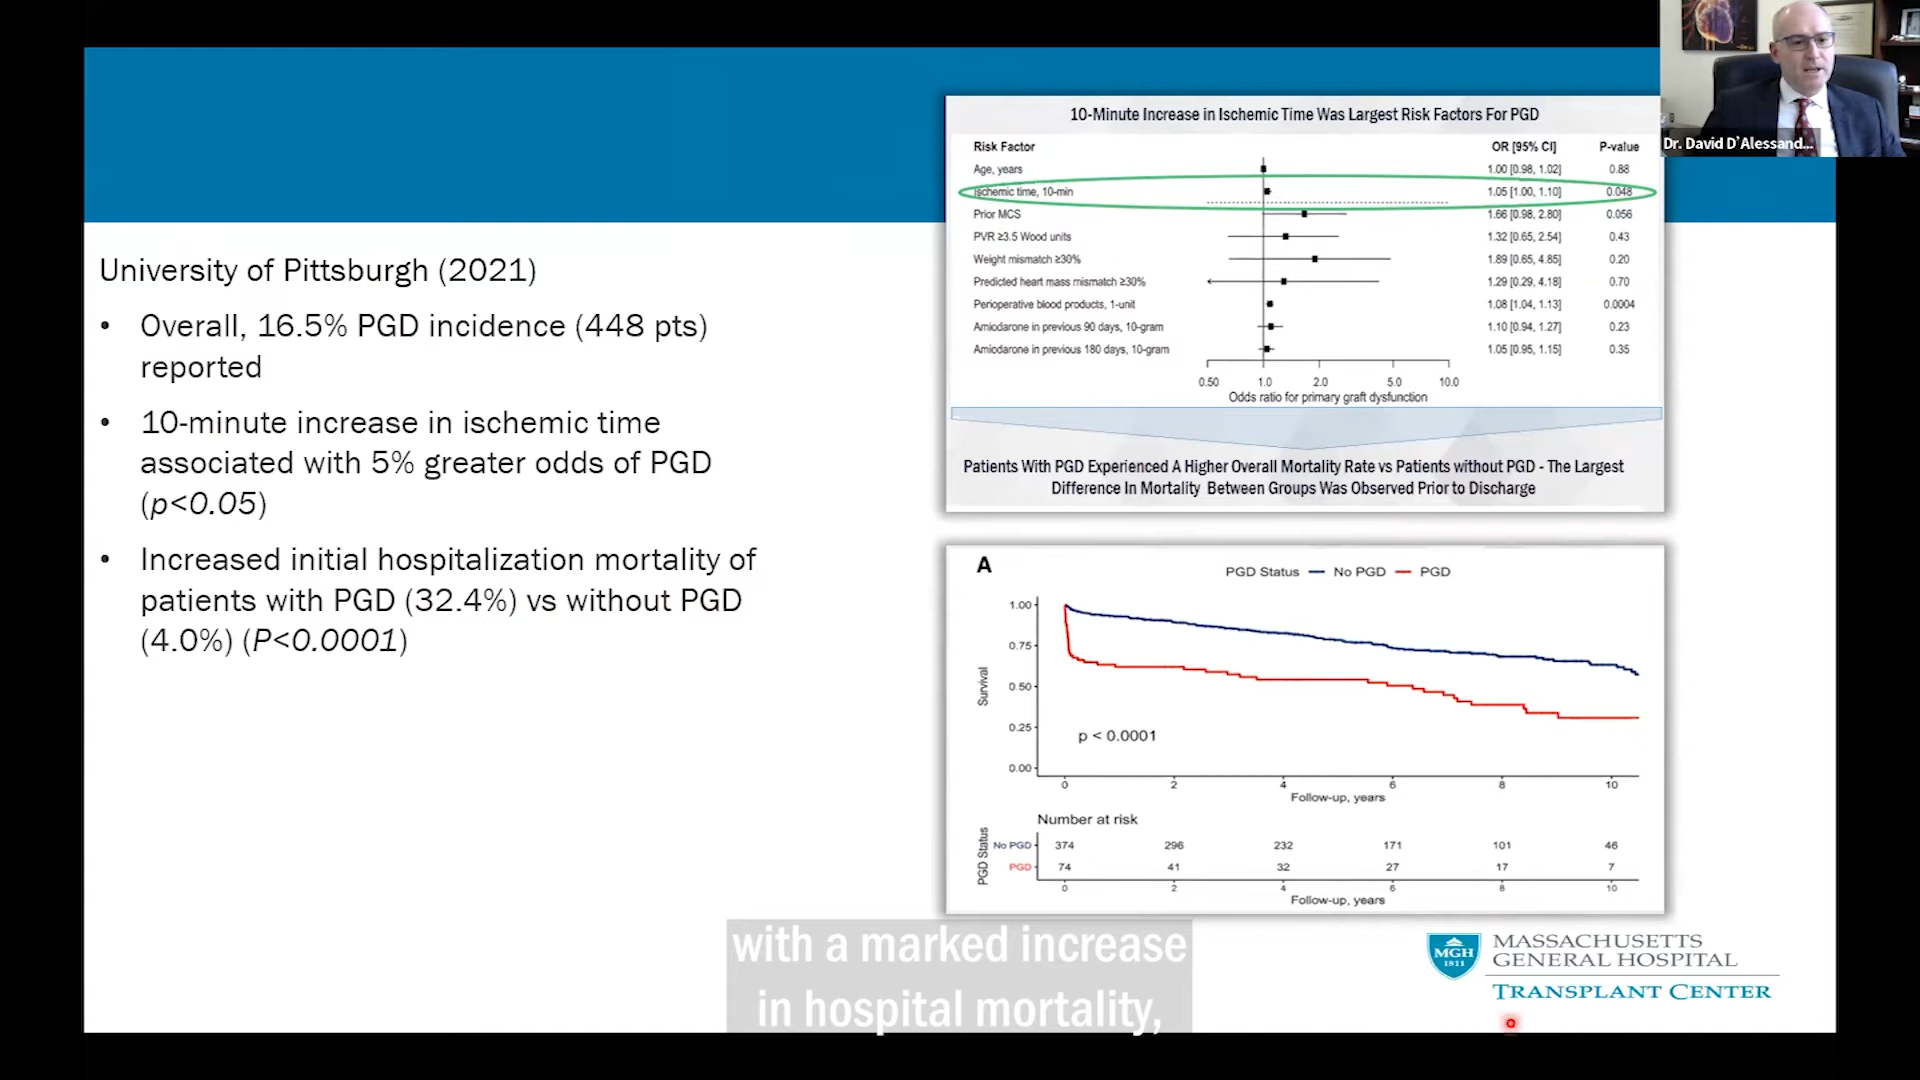 Dr. David D'Alessand...
University of Pittsburgh (2021)
• Overall, 16.5% PGD incidence (448 pts)
reported
• 10-minute increase in ischemic time
associated with 5% greater odds of PGD
(p<0.05)
• Increased initial hospitalization mortality of
patients with PGD (32.4%) vs without PGD
(4.0%) (P<0.0001)
10-Minute Increase in Ischemic Time Was Largest Risk Factors For PGD
Risk Factor OR [95% CI] P-value
Age, years 1.00 [0.98, 1.02] 0.88
Ischemic time, 10-min 1.05 [1.00, 1.10] 0.048
Prior MCS 1.66 [0.98, 2.80] 0.056
PVR ≥3.5 Wood units 1.32 [0.65, 2.54] 0.43
Weight mismatch ≥30% 1.89 [0.65, 4.85] 0.20
Predicted heart mass mismatch ≥30% 1.29 [0.29, 4.18] 0.70
Perioperative blood products, 1-unit 1.08 [1.04, 1.13] 0.0004
Amiodarone in previous 90 days, 10-gram 1.10 [0.94, 1.27] 0.23
Amiodarone in previous 180 days, 10-gram 1.05 [0.95, 1.15] 0.35
0.50 1.0 2.0 5.0 10.0
Odds ratio for primary graft dysfunction
Patients With PGD Experienced A Higher Overall Mortality Rate vs Patients without PGD - The Largest
Difference In Mortality Between Groups Was Observed Prior to Discharge
A
PGD Status No PGD PGD
1.00
0.75
0.50
0.25
0.00
Survival
p < 0.0001
0 2 4 6 8 10
Follow-up, years
Number at risk
PGD Status
No PGD 374 296 232 171 101 46
PGD 74 41 32 27 17 7
0 2 4 6 8 10
Follow-up, years
with a marked increase
in hospital mortality,
MGH
1811
MASSACHUSETTS
GENERAL HOSPITAL
TRANSPLANT CENTER